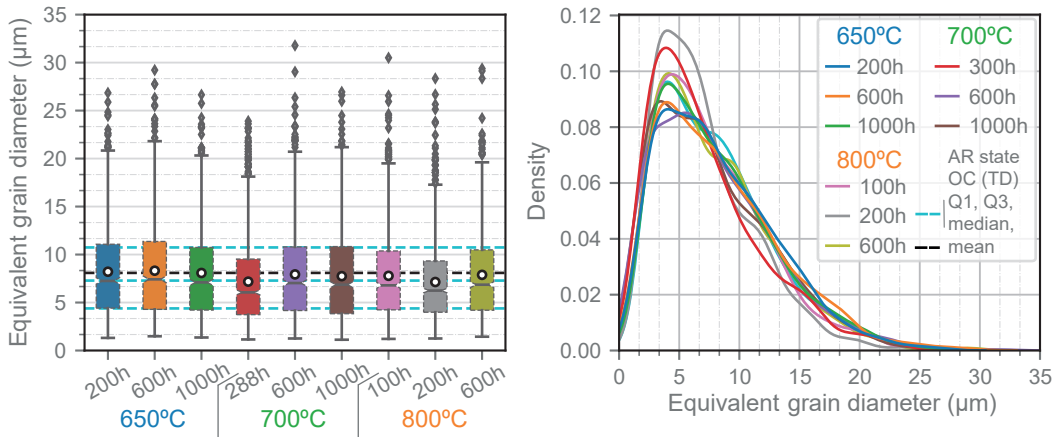 Equivalent grain diameter (μm)
35
30
25
20
15
10
5
0
200h
600h
1000h
288h
600h
1000h
100h
200h
600h
650ºC
700ºC
800ºC
Density
0.12
0.10
0.08
0.06
0.04
0.02
0.00
0
5
10
15
20
25
30
35
Equivalent grain diameter (μm)
650ºC
200h
600h
1000h
800ºC
100h
200h
600h
700ºC
300h
600h
1000h
AR state
OC (TD)
Q1, Q3,
median,
mean